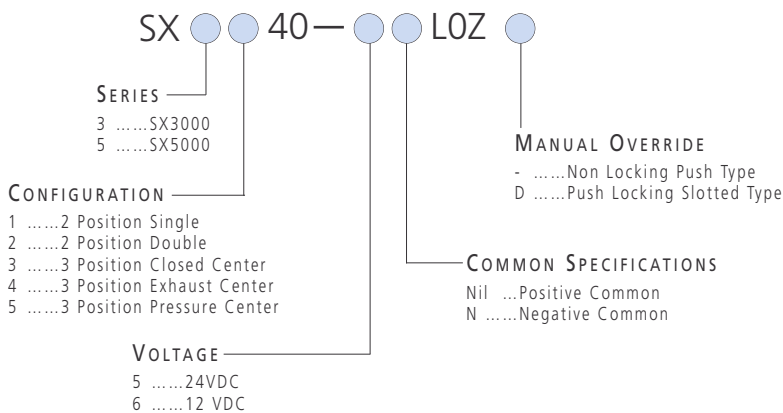 SX 40 — L0Z
SERIES
3 ……SX3000
5 ……SX5000
MANUAL OVERRIDE
- ……Non Locking Push Type
D ……Push Locking Slotted Type
CONFIGURATION
1 ……2 Position Single
2 ……2 Position Double
3 ……3 Position Closed Center
4 ……3 Position Exhaust Center
5 ……3 Position Pressure Center
COMMON SPECIFICATIONS
Nil …Positive Common
N ……Negative Common
VOLTAGE
5 ……24VDC
6 ……12 VDC